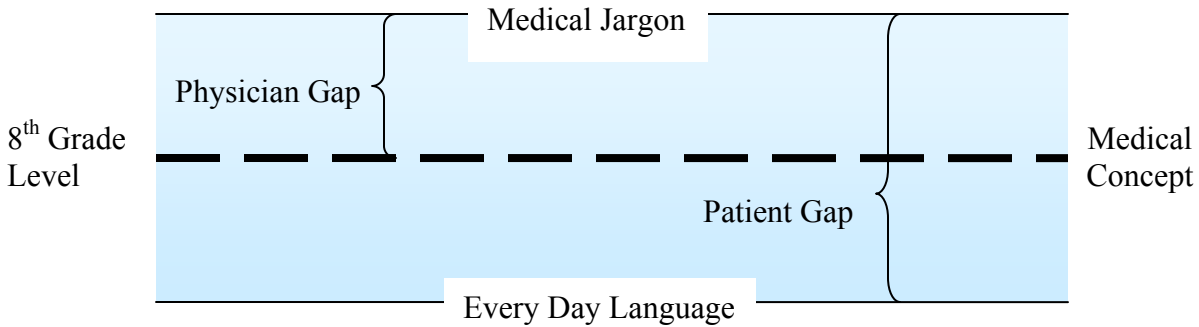 Medical Jargon
Physician Gap
8th Grade
Level
Medical
Concept
Patient Gap
Every Day Language